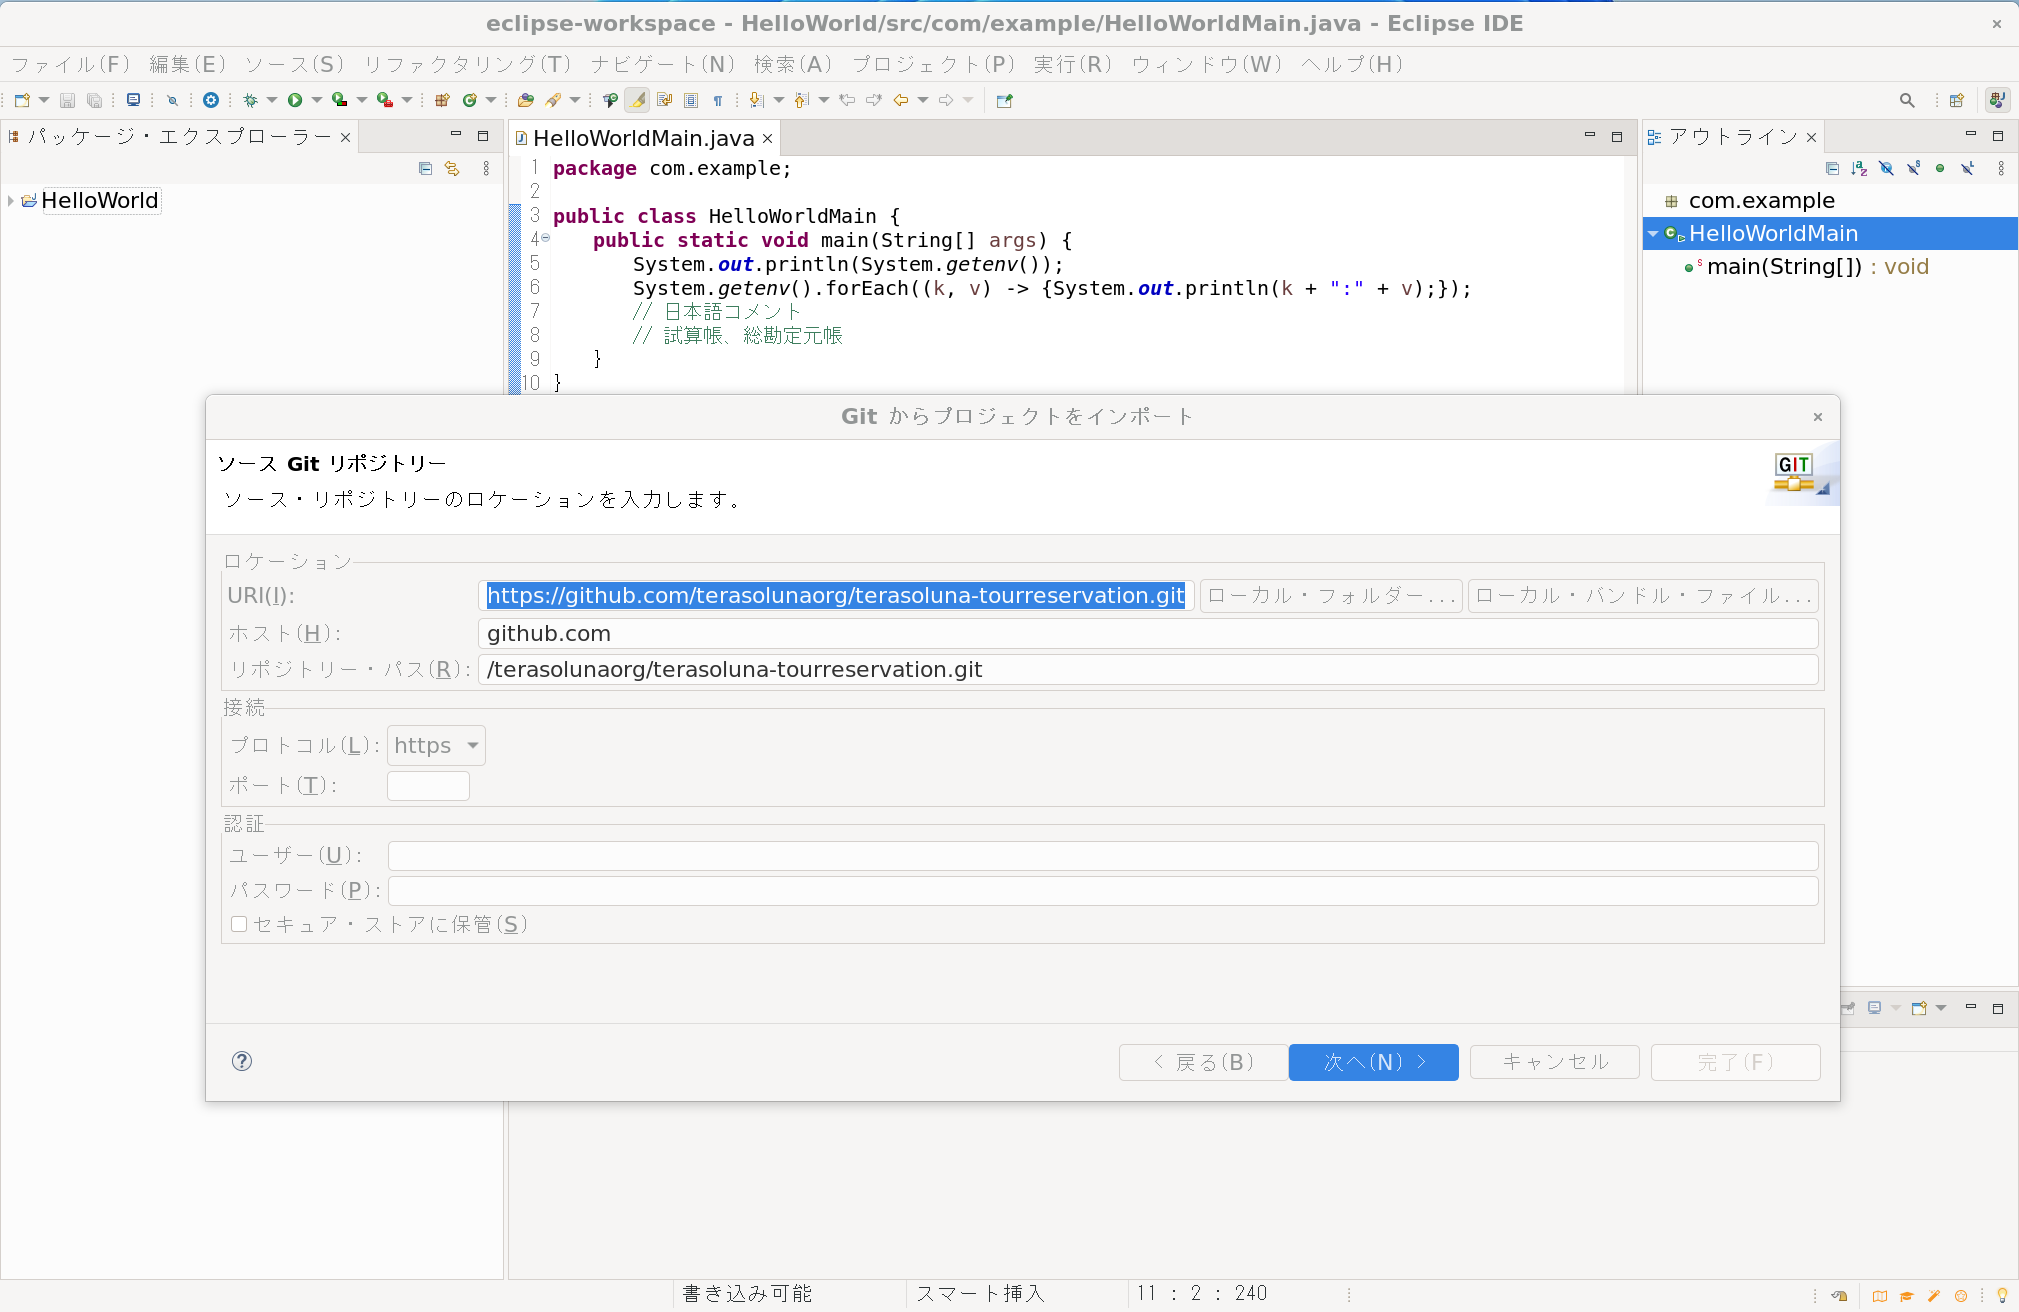 eclipse-workspace - HelloWorld/src/com/example/HelloWorldMain.java - Eclipse IDE
ファイル(F) 編集(E) ソース(S) リファクタリング(T) ナビゲート(N) 検索(A) プロジェクト(P) 実行(R) ウィンドウ(W) ヘルプ(H)
パッケージ・エクスプローラー
HelloWorld
HelloWorldMain.java
1 package com.example;
2
3 public class HelloWorldMain {
4 public static void main(String[] args) {
5 System.out.println(System.getenv());
6 System.getenv().forEach((k, v) -> {System.out.println(k + ":" + v);});
7 // 日本語コメント
8 // 試算帳、総勘定元帳
9 }
10 }
アウトライン
com.example
HelloWorldMain
main(String[]) : void
Git からプロジェクトをインポート
ソース Git リポジトリー
ソース・リポジトリーのロケーションを入力します。
GIT
ロケーション
URI(I): https://github.com/terasolunaorg/terasoluna-tourreservation.git ローカル・フォルダー... ローカル・バンドル・ファイル...
ホスト(H): github.com
リポジトリー・パス(R): /terasolunaorg/terasoluna-tourreservation.git
接続
プロトコル(L): https
ポート(T):
認証
ユーザー(U):
パスワード(P):
セキュア・ストアに保管(S)
< 戻る(B) 次へ(N) > キャンセル 完了(F)
書き込み可能 スマート挿入 11 : 2 : 240